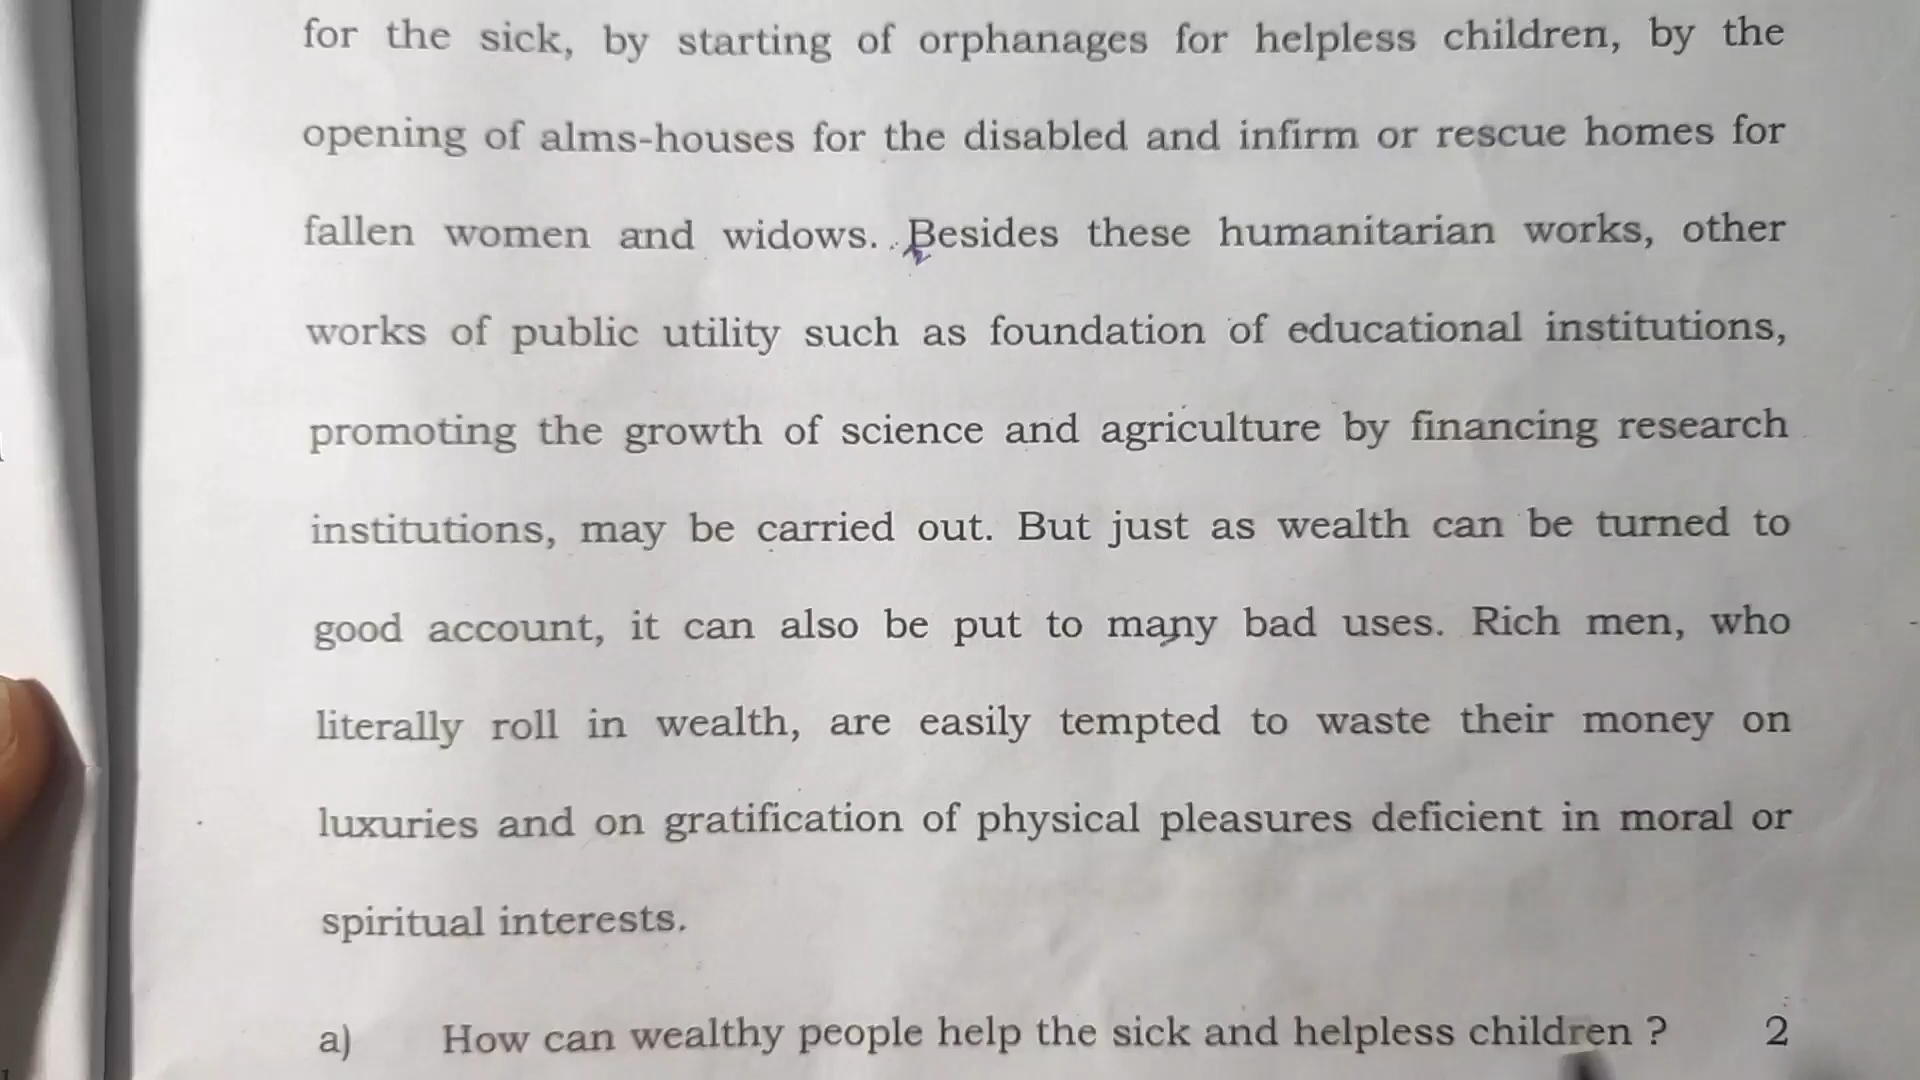 for the sick, by starting of orphanages for helpless children, by the
opening of alms-houses for the disabled and infirm or rescue homes for
fallen women and widows. Besides these humanitarian works, other
works of public utility such as foundation of educational institutions,
promoting the growth of science and agriculture by financing research
institutions, may be carried out. But just as wealth can be turned to
good account, it can also be put to many bad uses. Rich men, who
literally roll in wealth, are easily tempted to waste their money on
luxuries and on gratification of physical pleasures deficient in moral or
spiritual interests.
a) How can wealthy people help the sick and helpless children ? 2